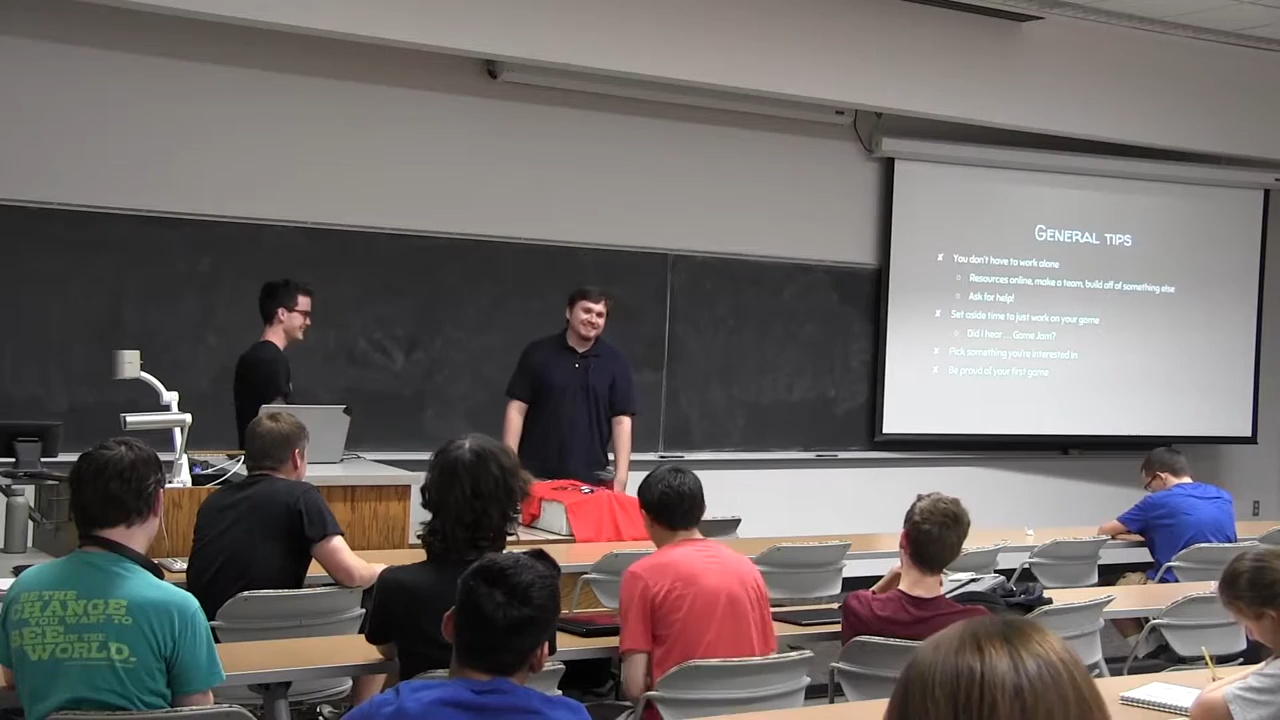 GENERAL TIPS
You don't have to work alone
Resources online, make a team, build off of something else
Ask for help!
Set aside time to just work on your game
Did I hear ... Game Jam?
Pick something you're interested in
Be proud of your first game
BE THE
CHANGE
YOU WANT TO
SEE IN THE
WORLD.